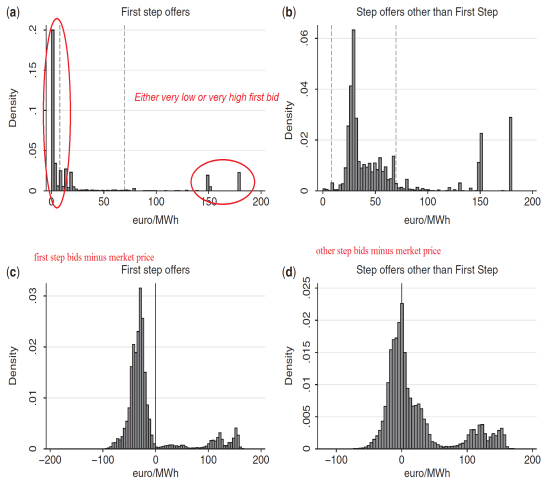 (a)
First step offers
Density
.2
.15
.1
.05
0
Either very low or very high first bid
0
50
100
150
200
euro/MWh
(b)
Step offers other than First Step
Density
.06
.04
.02
0
0
50
100
150
200
euro/MWh
first step bids minus merket price
(c)
First step offers
Density
.03
.02
.01
0
−200
−100
0
100
200
euro/MWh
other step bids minus merket price
(d)
Step offers other than First Step
Density
.025
.02
.015
.01
.005
0
−100
0
100
200
euro/MWh